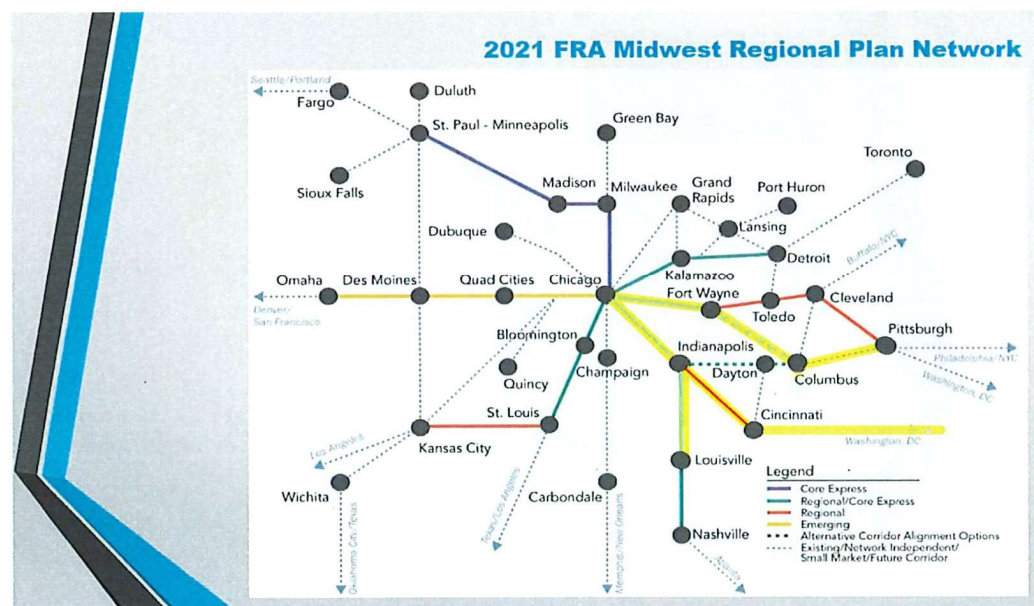 2021 FRA Midwest Regional Plan Network
Seattle/Portland
Fargo
Duluth
St. Paul - Minneapolis
Green Bay
Toronto
Sioux Falls
Madison
Milwaukee
Grand
Rapids
Port Huron
Lansing
Dubuque
Buffalo/NYC
Detroit
Kalamazoo
Omaha
Des Moines
Quad Cities
Chicago
Fort Wayne
Toledo
Cleveland
Denver/
San Francisco
Bloomington
Indianapolis
Pittsburgh
Philadelphia/NYC
Quincy
Champaign
Dayton
Columbus
Washington, DC
St. Louis
Cincinnati
Washington, DC
Los Angeles
Kansas City
Louisville
Wichita
Carbondale
Oklahoma City/Texas
Texas/Los Angeles
Memphis/New Orleans
Nashville
Atlanta
Legend
Core Express
Regional/Core Express
Regional
Emerging
Alternative Corridor Alignment Options
Existing/Network Independent/
Small Market/Future Corridor